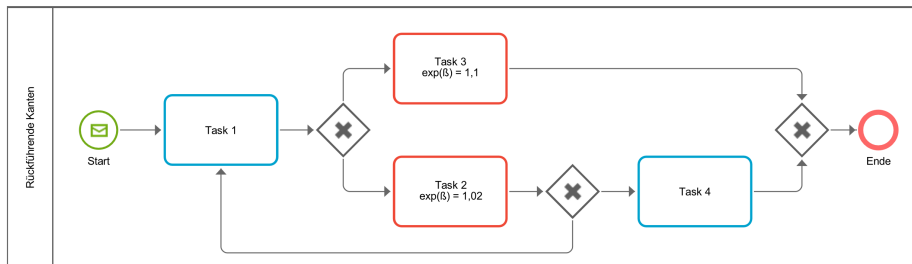 Rückführende Kanten
Start
Task 1
Task 3
exp(ß) = 1,1
Task 2
exp(ß) = 1,02
Task 4
Ende